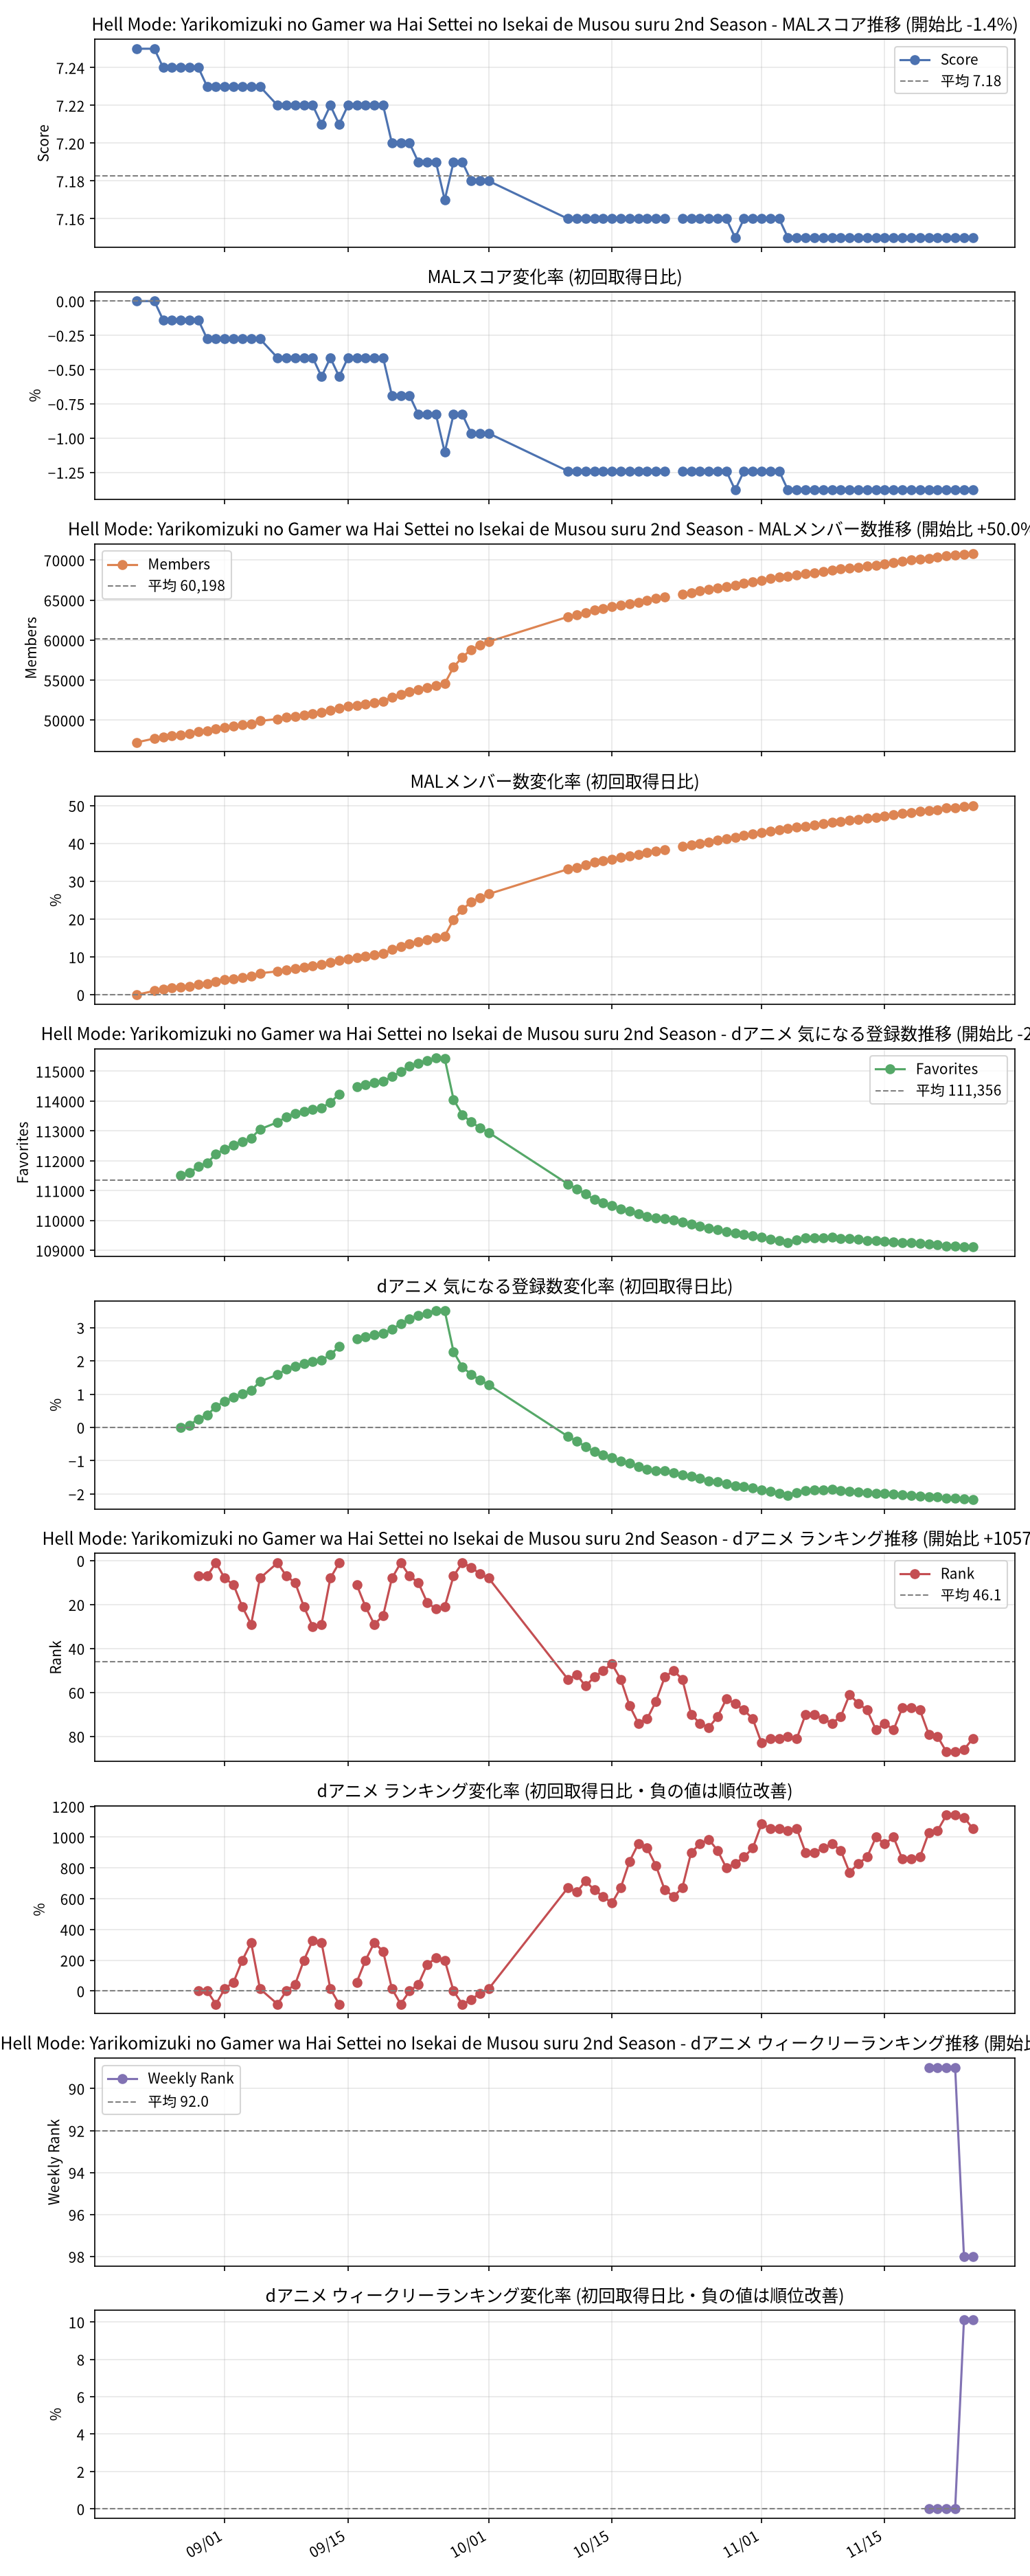 Hell Mode: Yarikomizuki no Gamer wa Hai Settei no Isekai de Musou suru 2nd Season - MALスコア推移 (開始比 -1.4%)
Score
7.24
7.22
7.20
7.18
7.16
Score
平均 7.18
MALスコア変化率 (初回取得日比)
%
0.00
−0.25
−0.50
−0.75
−1.00
−1.25
Hell Mode: Yarikomizuki no Gamer wa Hai Settei no Isekai de Musou suru 2nd Season - MALメンバー数推移 (開始比 +50.0%
Members
70000
65000
60000
55000
50000
Members
平均 60,198
MALメンバー数変化率 (初回取得日比)
%
50
40
30
20
10
0
Hell Mode: Yarikomizuki no Gamer wa Hai Settei no Isekai de Musou suru 2nd Season - dアニメ 気になる登録数推移 (開始比 -2
Favorites
115000
114000
113000
112000
111000
110000
109000
Favorites
平均 111,356
dアニメ 気になる登録数変化率 (初回取得日比)
%
3
2
1
0
−1
−2
Hell Mode: Yarikomizuki no Gamer wa Hai Settei no Isekai de Musou suru 2nd Season - dアニメ ランキング推移 (開始比 +1057
Rank
0
20
40
60
80
Rank
平均 46.1
dアニメ ランキング変化率 (初回取得日比・負の値は順位改善)
%
1200
1000
800
600
400
200
0
Hell Mode: Yarikomizuki no Gamer wa Hai Settei no Isekai de Musou suru 2nd Season - dアニメ ウィークリーランキング推移 (開始比
Weekly Rank
90
92
94
96
98
Weekly Rank
平均 92.0
dアニメ ウィークリーランキング変化率 (初回取得日比・負の値は順位改善)
%
10
8
6
4
2
0
09/01
09/15
10/01
10/15
11/01
11/15